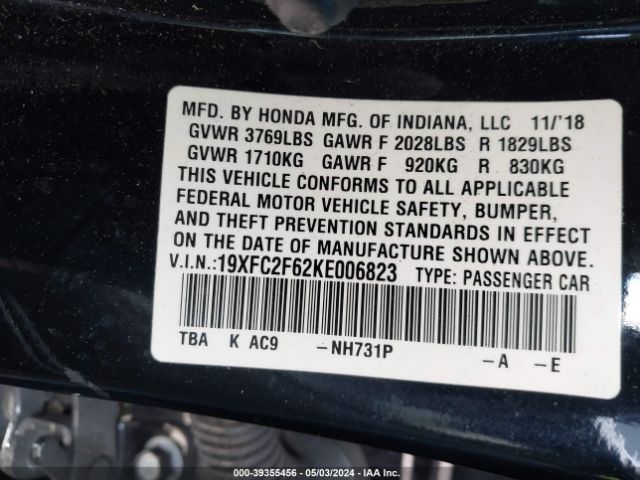 MFD. BY HONDA MFG. OF INDIANA, LLC 11/'18
GVWR 3769LBS GAWR F 2028LBS R 1829LBS
GVWR 1710KG GAWR F 920KG R 830KG
THIS VEHICLE CONFORMS TO ALL APPLICABLE
FEDERAL MOTOR VEHICLE SAFETY, BUMPER,
AND THEFT PREVENTION STANDARDS IN EFFECT
ON THE DATE OF MANUFACTURE SHOWN ABOVE.
V.I.N.:19XFC2F62KE006823 TYPE: PASSENGER CAR
TBA K AC9 –NH731P –A –E
000-39355456 - 05/03/2024 - IAA Inc.